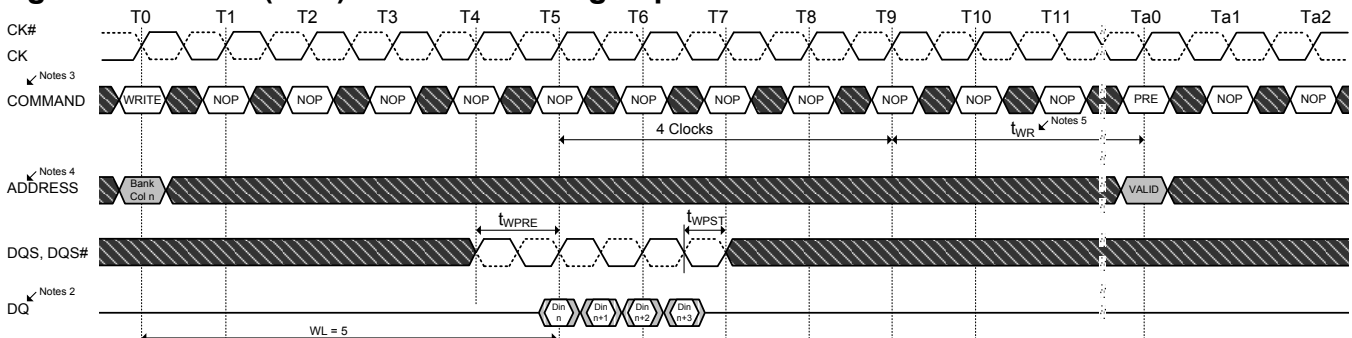 T0 T1 T2 T3 T4 T5 T6 T7 T8 T9 T10 T11 Ta0 Ta1 Ta2
CK#
CK
Notes 3
COMMAND WRITE NOP NOP NOP NOP NOP NOP NOP NOP NOP NOP NOP PRE NOP NOP
4 Clocks tWR Notes 5
Notes 4
ADDRESS Bank Col n VALID
tWPRE tWPST
DQS, DQS#
Notes 2
DQ Din n Din n+1 Din n+2 Din n+3
WL = 5